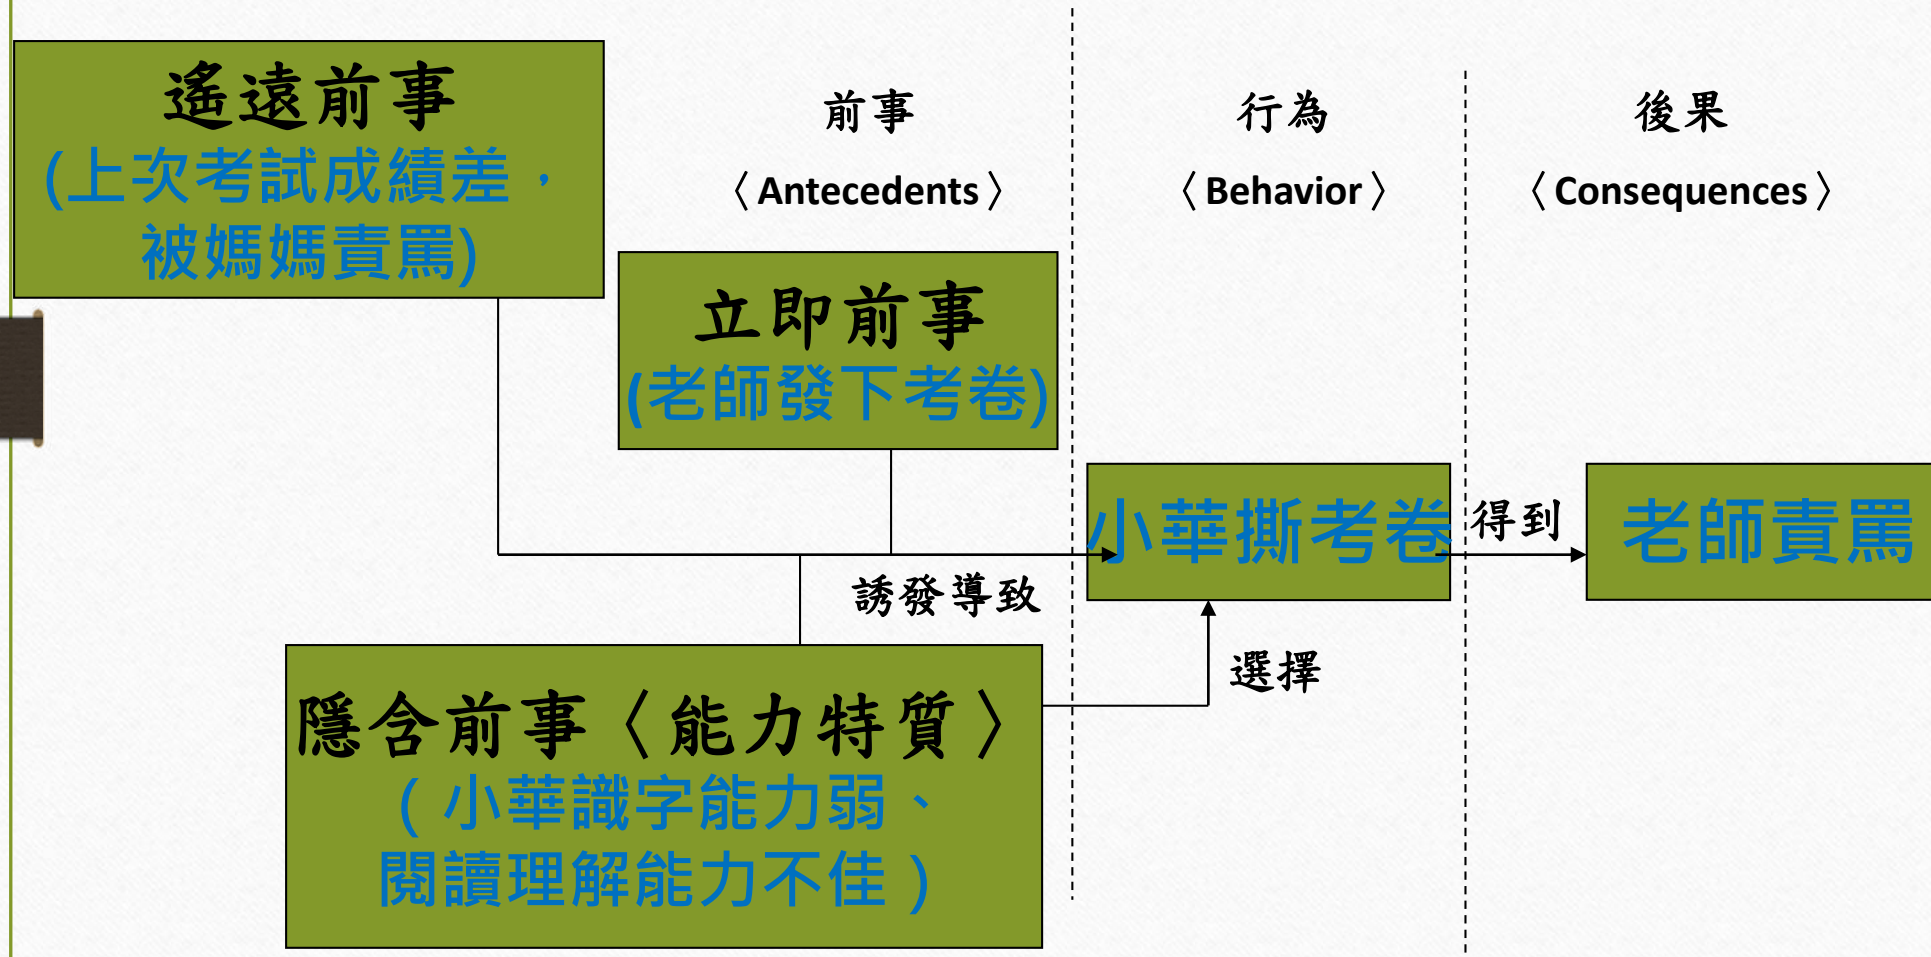 遙遠前事
(上次考試成績差，
被媽媽責罵)
前事
〈Antecedents〉
行為
〈Behavior〉
後果
〈Consequences〉
立即前事
(老師發下考卷)
小華撕考卷
得到
老師責罵
誘發導致
選擇
隱含前事〈能力特質〉
(小華識字能力弱、
閱讀理解能力不佳)